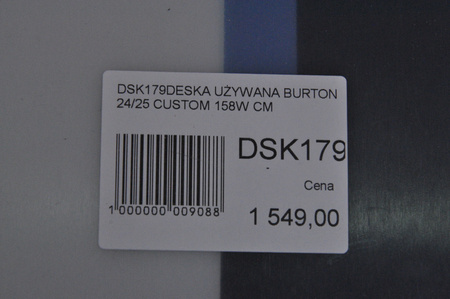 DSK179DESKA UŻYWANA BURTON
24/25 CUSTOM 158W CM
DSK179
Cena
1 000000 009088
1 549,00